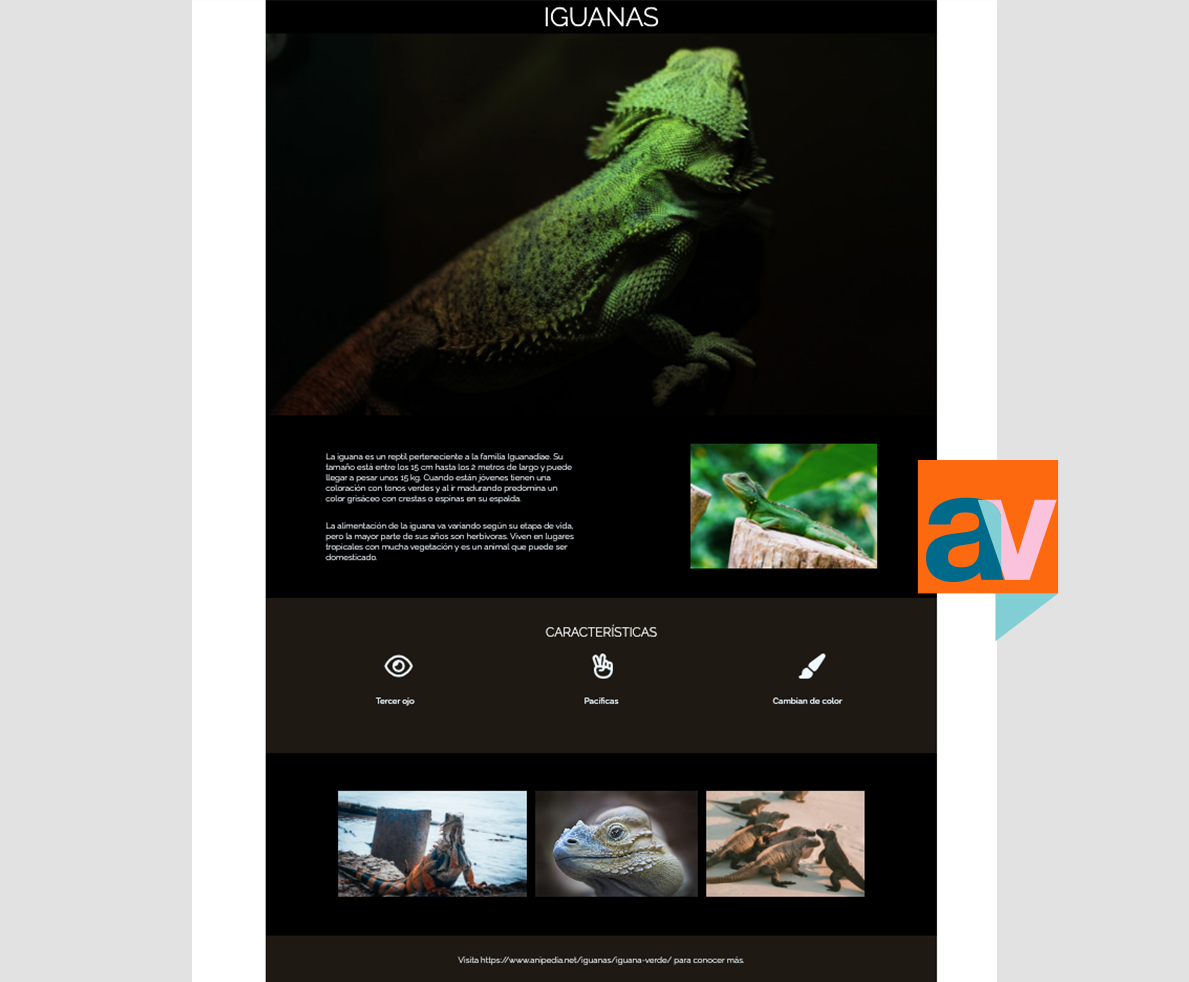 IGUANAS
La iguana es un reptil perteneciente a la familia Iguanadiae. Su
tamaño está entre los 15 cm hasta los 2 metros de largo y puede
llegar a pesar unos 15 kg. Cuando están jóvenes tienen una
coloración con tonos verdes y al ir madurando predomina un
color grisáceo con crestas o espinas en su espalda.
La alimentación de la iguana va variando según su etapa de vida,
pero la mayor parte de sus años son herbívoras. Viven en lugares
tropicales con mucha vegetación y es un animal que puede ser
domesticado.
av
CARACTERÍSTICAS
Tercer ojo
Pacíficas
Cambian de color
Visita https://www.anipedia.net/iguanas/iguana-verde/ para conocer más.